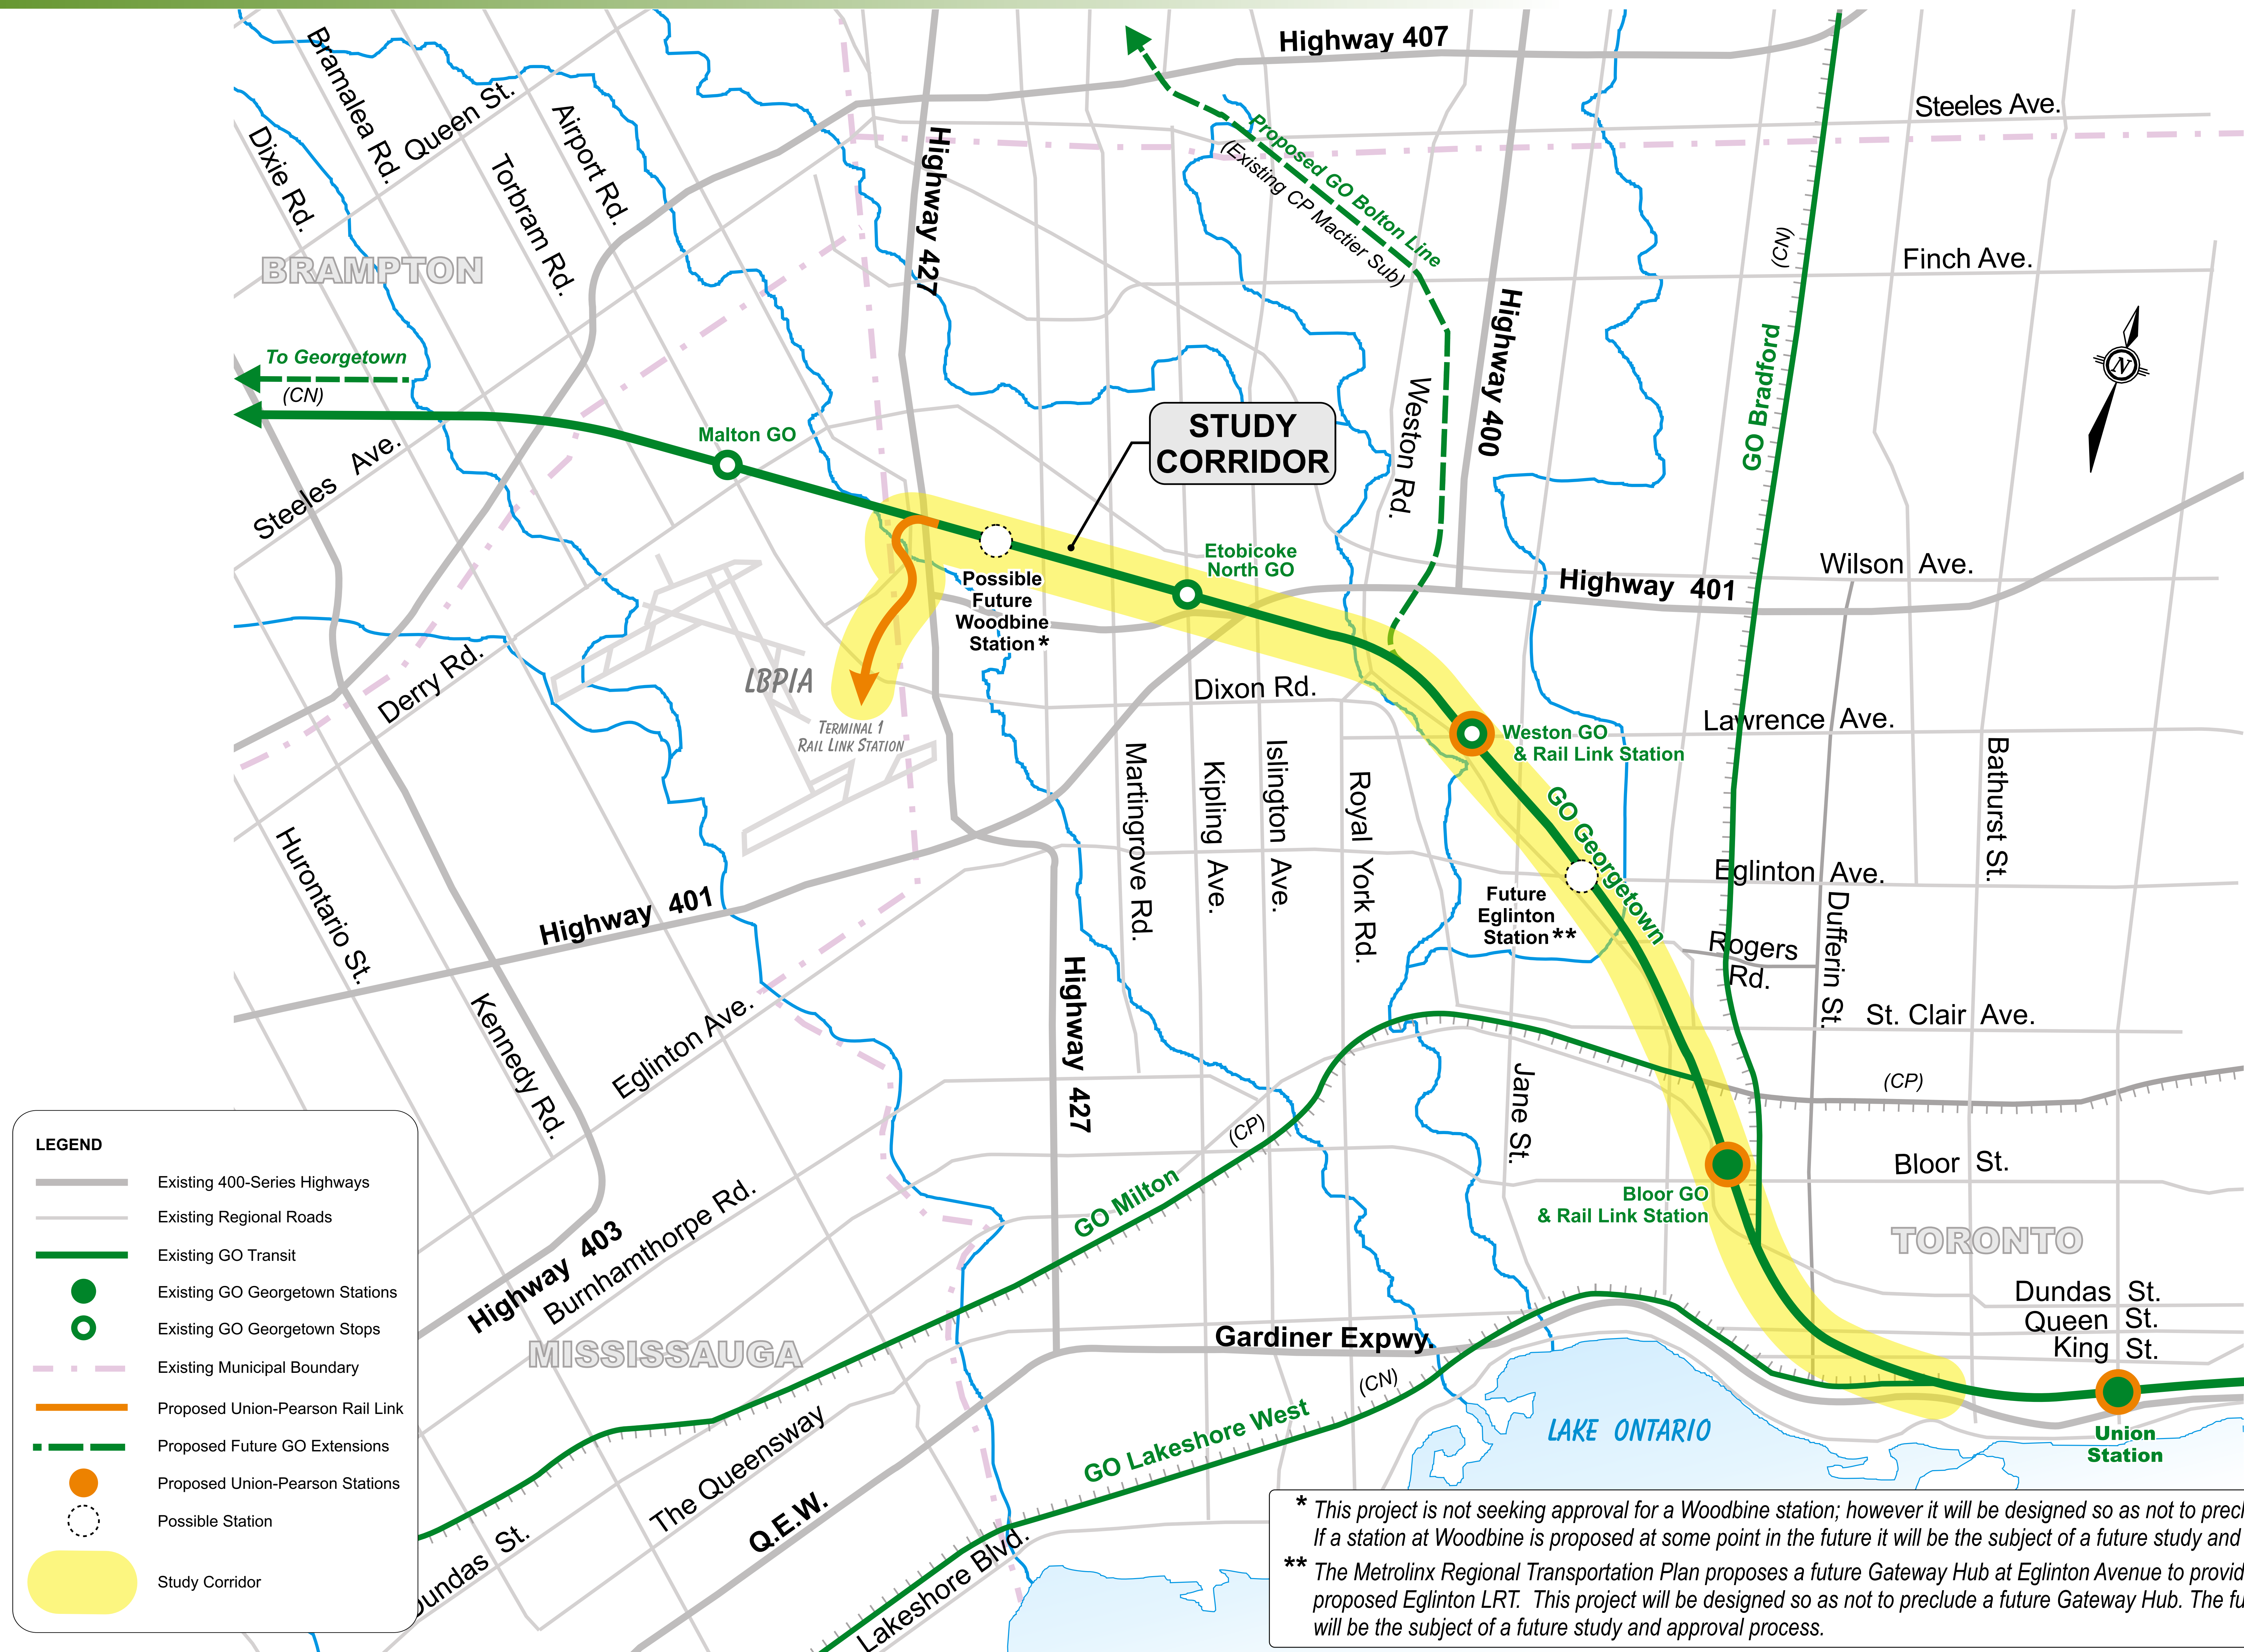 Highway 407
Steeles Ave.
Bramalea Rd.
Queen St.
Airport Rd.
Dixie Rd.
Torbram Rd.
Highway 427
Proposed GO Bolton Line
(Existing CP Mactier Sub)
(CN)
Finch Ave.
BRAMPTON
Highway 400
GO Bradford
N
To Georgetown
(CN)
Weston Rd.
STUDY
CORRIDOR
Malton GO
Steeles Ave.
Etobicoke
North GO
Wilson Ave.
Highway 401
Possible
Future
Woodbine
Station *
Derry Rd.
LBPIA
Dixon Rd.
Lawrence Ave.
TERMINAL 1
RAIL LINK STATION
Weston GO
& Rail Link Station
Martingrove Rd.
Kipling Ave.
Islington Ave.
Royal York Rd.
Bathurst St.
GO Georgetown
Hurontario St.
Highway 401
Eglinton Ave.
Future
Eglinton
Station **
Dufferin St.
Rogers
Rd.
Kennedy Rd.
Eglinton Ave.
Highway 427
St. Clair Ave.
Jane St.
(CP)
(CP)
GO Milton
Bloor St.
Bloor GO
& Rail Link Station
Highway 403
Burnhamthorpe Rd.
TORONTO
MISSISSAUGA
Gardiner Expwy.
Dundas St.
Queen St.
King St.
(CN)
GO Lakeshore West
LAKE ONTARIO
Union
Station
The Queensway
Q.E.W.
Dundas St.
Lakeshore Blvd.
LEGEND
Existing 400-Series Highways
Existing Regional Roads
Existing GO Transit
Existing GO Georgetown Stations
Existing GO Georgetown Stops
Existing Municipal Boundary
Proposed Union-Pearson Rail Link
Proposed Future GO Extensions
Proposed Union-Pearson Stations
Possible Station
Study Corridor
* This project is not seeking approval for a Woodbine station; however it will be designed so as not to
If a station at Woodbine is proposed at some point in the future it will be the subject of a future study and
** The Metrolinx Regional Transportation Plan proposes a future Gateway Hub at Eglinton Avenue to
proposed Eglinton LRT. This project will be designed so as not to preclude a future Gateway Hub. The
will be the subject of a future study and approval process.